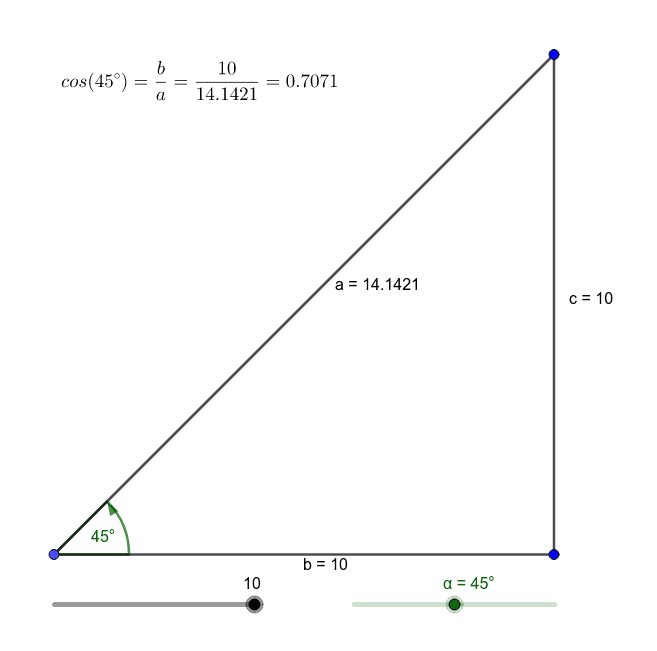 cos(45°) = b/a = 10/14.1421 = 0.7071
a = 14.1421
c = 10
45°
b = 10
10
α = 45°